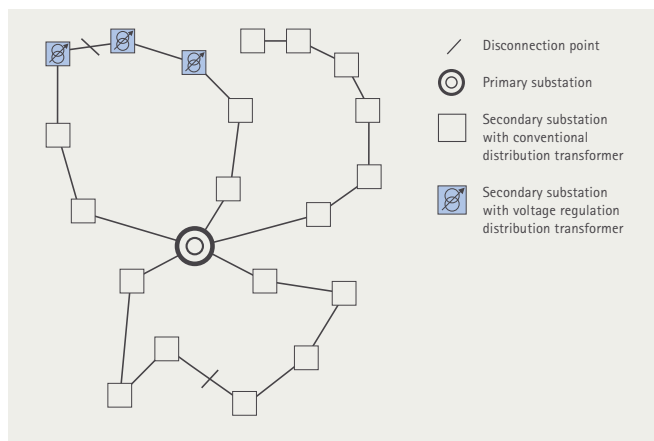 Disconnection point
Primary substation
Secondary substation
with conventional
distribution transformer
Secondary substation
with voltage regulation
distribution transformer